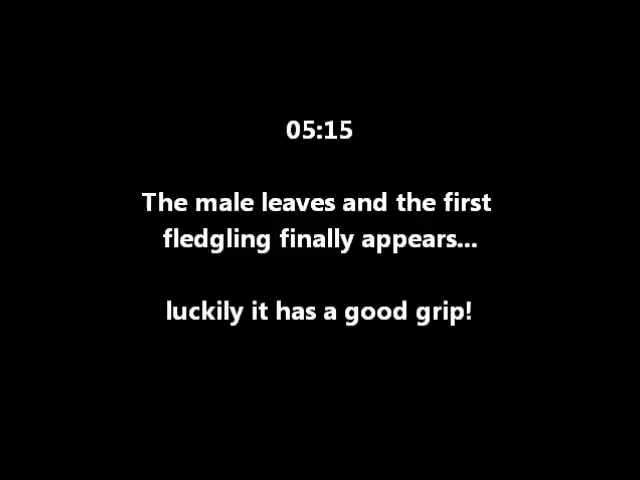 05:15
The male leaves and the first
fledgling finally appears...
luckily it has a good grip!